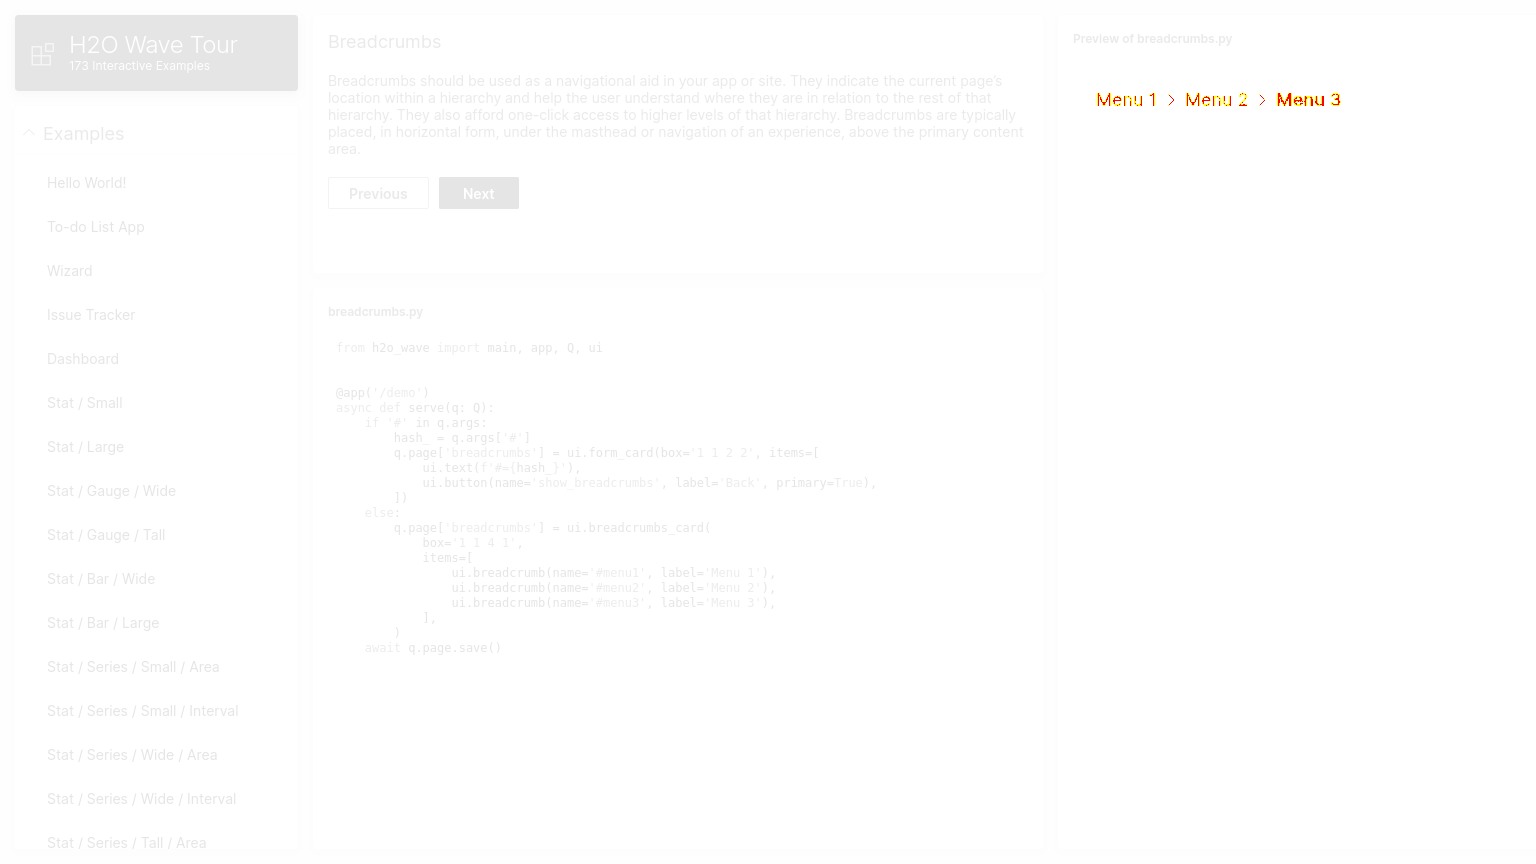 H2O Wave Tour
173 Interactive Examples
Examples
Hello World!
To-do List App
Wizard
Issue Tracker
Dashboard
Stat / Small
Stat / Large
Stat / Gauge / Wide
Stat / Gauge / Tall
Stat / Bar / Wide
Stat / Bar / Large
Stat / Series / Small / Area
Stat / Series / Small / Interval
Stat / Series / Wide / Area
Stat / Series / Wide / Interval
Stat / Series / Tall / Area
Breadcrumbs
Breadcrumbs should be used as a navigational aid in your app or site. They indicate the current page's
location within a hierarchy and help the user understand where they are in relation to the rest of that
hierarchy. They also afford one-click access to higher levels of that hierarchy. Breadcrumbs are typically
placed, in horizontal form, under the masthead or navigation of an experience, above the primary content
area.
Previous Next
breadcrumbs.py
from h2o_wave import main, app, Q, ui
@app('/demo')
async def serve(q: Q):
if '#' in q.args:
hash_ = q.args['#']
q.page['breadcrumbs'] = ui.form_card(box='1 1 2 2', items=[
ui.text(f'#={hash_}'),
ui.button(name='show_breadcrumbs', label='Back', primary=True),
])
else:
q.page['breadcrumbs'] = ui.breadcrumbs_card(
box='1 1 4 1',
items=[
ui.breadcrumb(name='#menu1', label='Menu 1'),
ui.breadcrumb(name='#menu2', label='Menu 2'),
ui.breadcrumb(name='#menu3', label='Menu 3'),
],
)
await q.page.save()
Preview of breadcrumbs.py
Menu 1 > Menu 2 > Menu 3